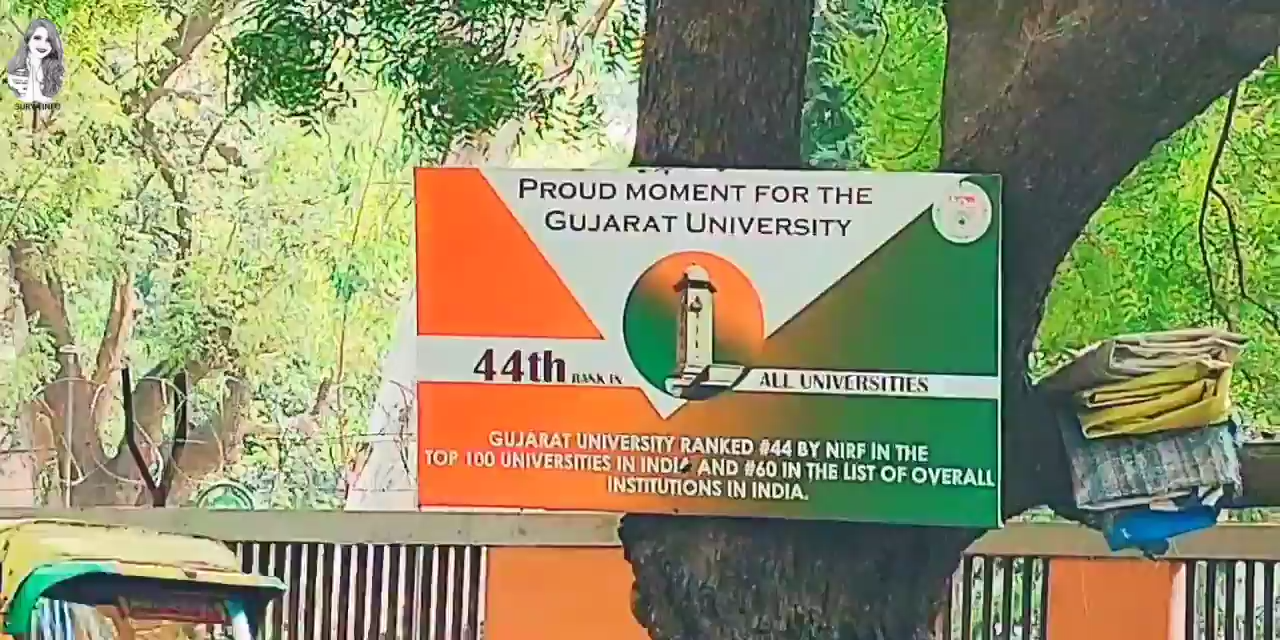 SURYAINFO
PROUD MOMENT FOR THE
GUJARAT UNIVERSITY
44th RANK IN ALL UNIVERSITIES
GUJARAT UNIVERSITY RANKED #44 BY NIRF IN THE
TOP 100 UNIVERSITIES IN INDIA AND #60 IN THE LIST OF OVERALL
INSTITUTIONS IN INDIA.